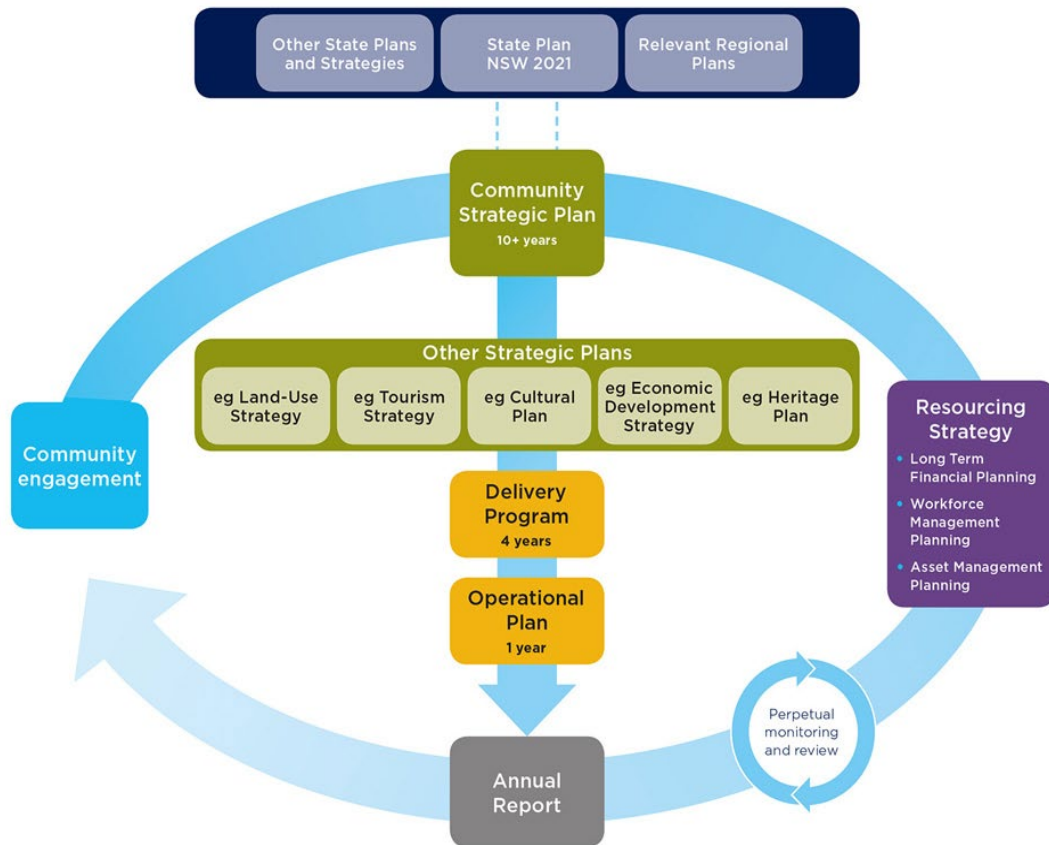 Other State Plans
and Strategies
State Plan
NSW 2021
Relevant Regional
Plans
Community
Strategic Plan
10+ years
Other Strategic Plans
eg Land-Use
Strategy
eg Tourism
Strategy
eg Cultural
Plan
eg Economic
Development
Strategy
eg Heritage
Plan
Community
engagement
Resourcing
Strategy
• Long Term
Financial Planning
• Workforce
Management
Planning
• Asset Management
Planning
Delivery
Program
4 years
Operational
Plan
1 year
Perpetual
monitoring
and review
Annual
Report